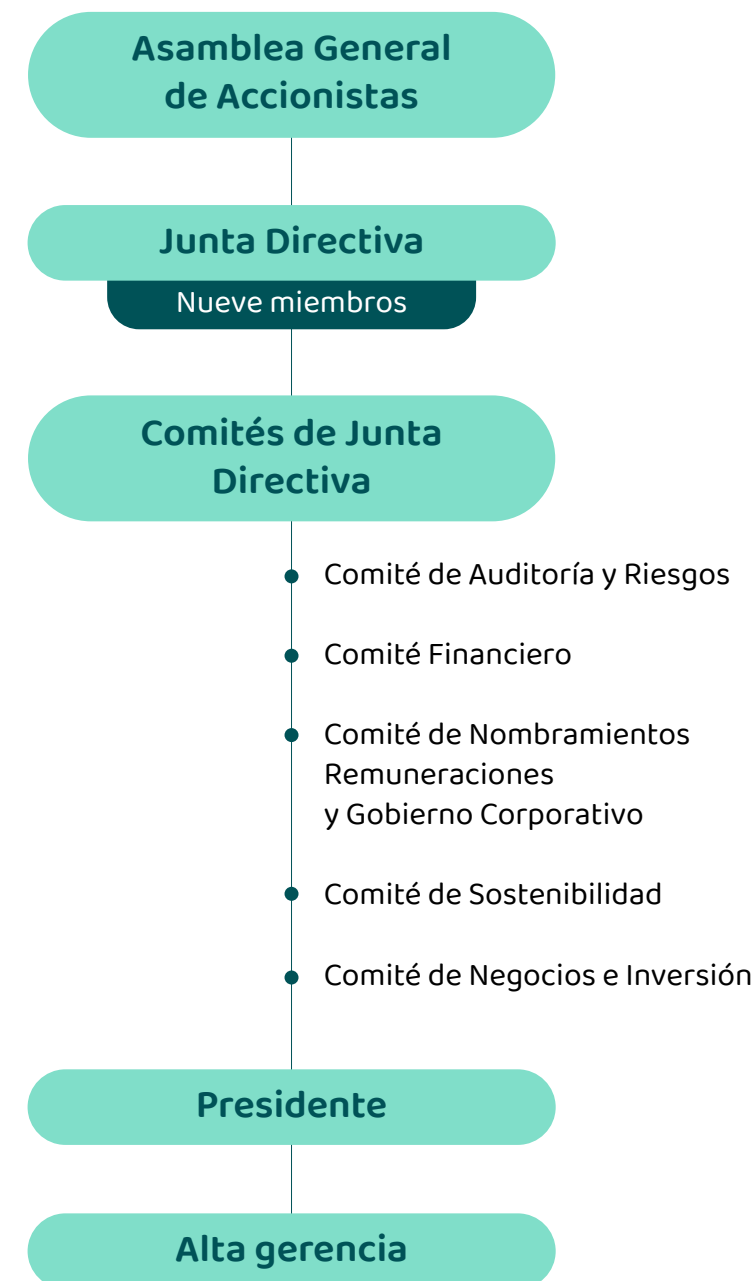 Asamblea General
de Accionistas
Junta Directiva
Nueve miembros
Comités de Junta
Directiva
Comité de Auditoría y Riesgos
Comité Financiero
Comité de Nombramientos
Remuneraciones
y Gobierno Corporativo
Comité de Sostenibilidad
Comité de Negocios e Inversión
Presidente
Alta gerencia